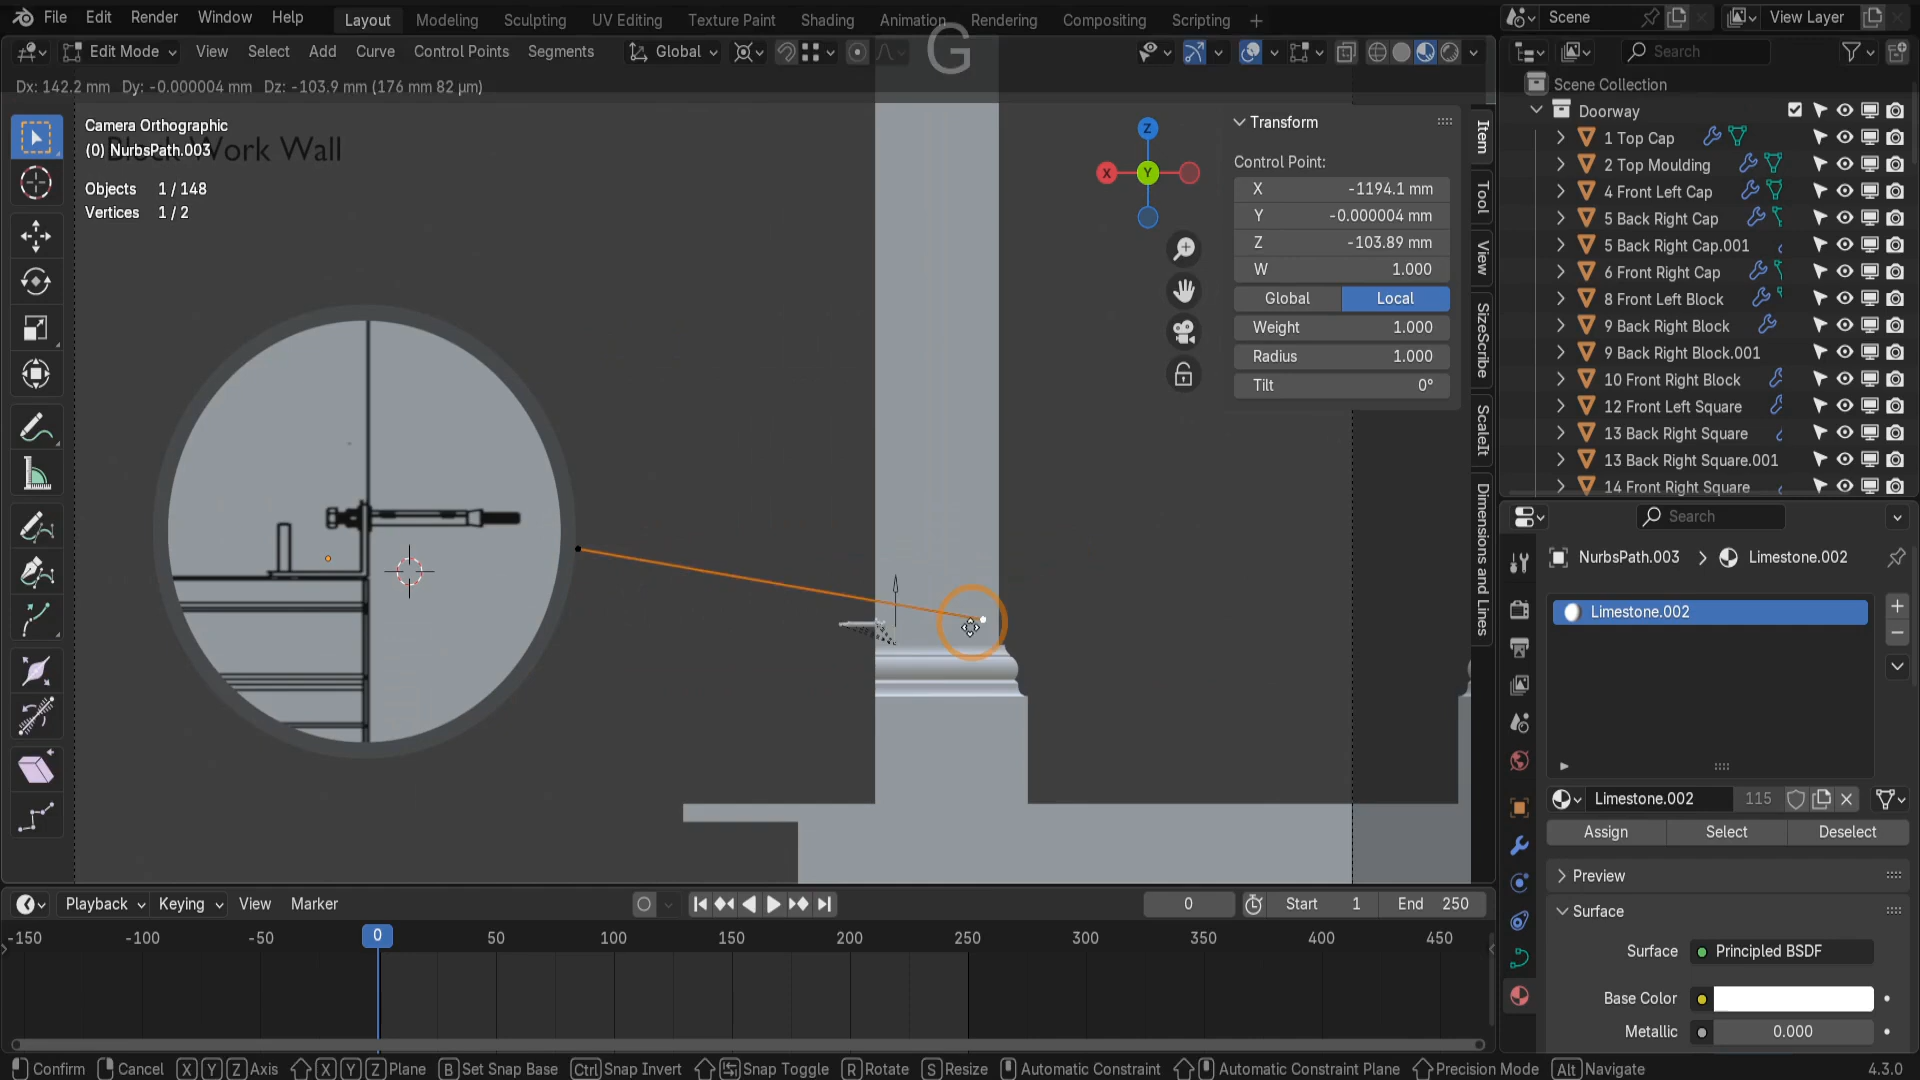 File Edit Render Window Help
Layout Modeling Sculpting UV Editing Texture Paint Shading Animation Rendering Compositing Scripting +
Scene View Layer
Edit Mode View Select Add Curve Control Points Segments Global
G
Search
Dx: 142.2 mm Dy: -0.000004 mm Dz: -103.9 mm (176 mm 82 µm)
Camera Orthographic
(0) NurbsPath.003
Block Work Wall
Objects 1 / 148
Vertices 1 / 2
Z
X
Y
Transform
Control Point:
X -1194.1 mm
Y -0.000004 mm
Z -103.89 mm
W 1.000
Global Local
Weight 1.000
Radius 1.000
Tilt 0°
Item
Tool
View
SizeScribe
ScaleIt
Dimensions and Lines
Scene Collection
Doorway
1 Top Cap
2 Top Moulding
4 Front Left Cap
5 Back Right Cap
5 Back Right Cap.001
6 Front Right Cap
8 Front Left Block
9 Back Right Block
9 Back Right Block.001
10 Front Right Block
12 Front Left Square
13 Back Right Square
13 Back Right Square.001
14 Front Right Square
Search
NurbsPath.003 Limestone.002
Limestone.002
Limestone.002 115
Assign Select Deselect
Preview
Surface
Surface Principled BSDF
Base Color
Metallic 0.000
Playback Keying View Marker
0 Start 1 End 250
-150 -100 -50 0 50 100 150 200 250 300 350 400 450
Confirm Cancel X Y Z Axis X Y Z Plane B Set Snap Base Ctrl Snap Invert Snap Toggle R Rotate S Resize Automatic Constraint Automatic Constraint Plane Precision Mode Alt Navigate 4.3.0